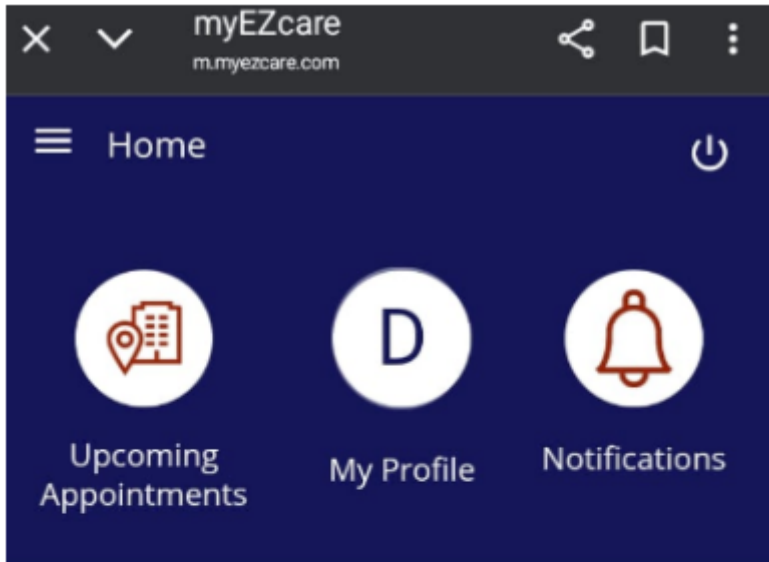 myEZcare
m.myezcare.com
Home
D
Upcoming
Appointments
My Profile
Notifications